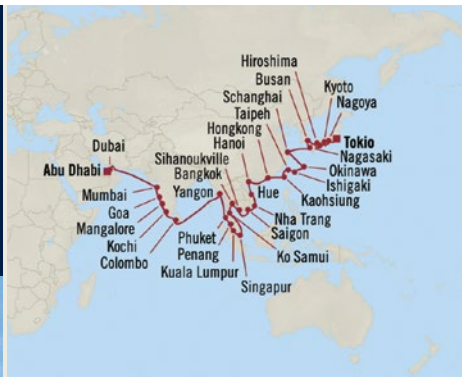 Hiroshima
Busan
Schanghai
Taipeh
Hongkong
Hanoi
Kyoto
Nagoya
Tokio
Nagasaki
Okinawa
Ishigaki
Kaohsiung
Dubai
Abu Dhabi
Sihanoukville
Bangkok
Yangon
Hue
Mumbai
Goa
Mangalore
Kochi
Colombo
Nha Trang
Saigon
Ko Samui
Phuket
Penang
Kuala Lumpur
Singapur